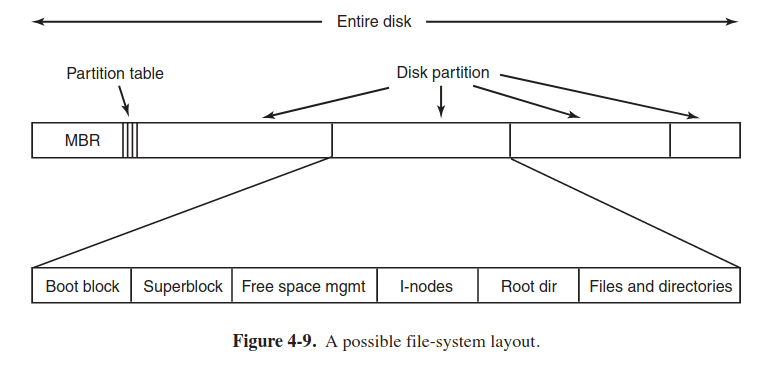 Entire disk
Partition table
Disk partition
MBR
Boot block
Superblock
Free space mgmt
I-nodes
Root dir
Files and directories
Figure 4-9. A possible file-system layout.